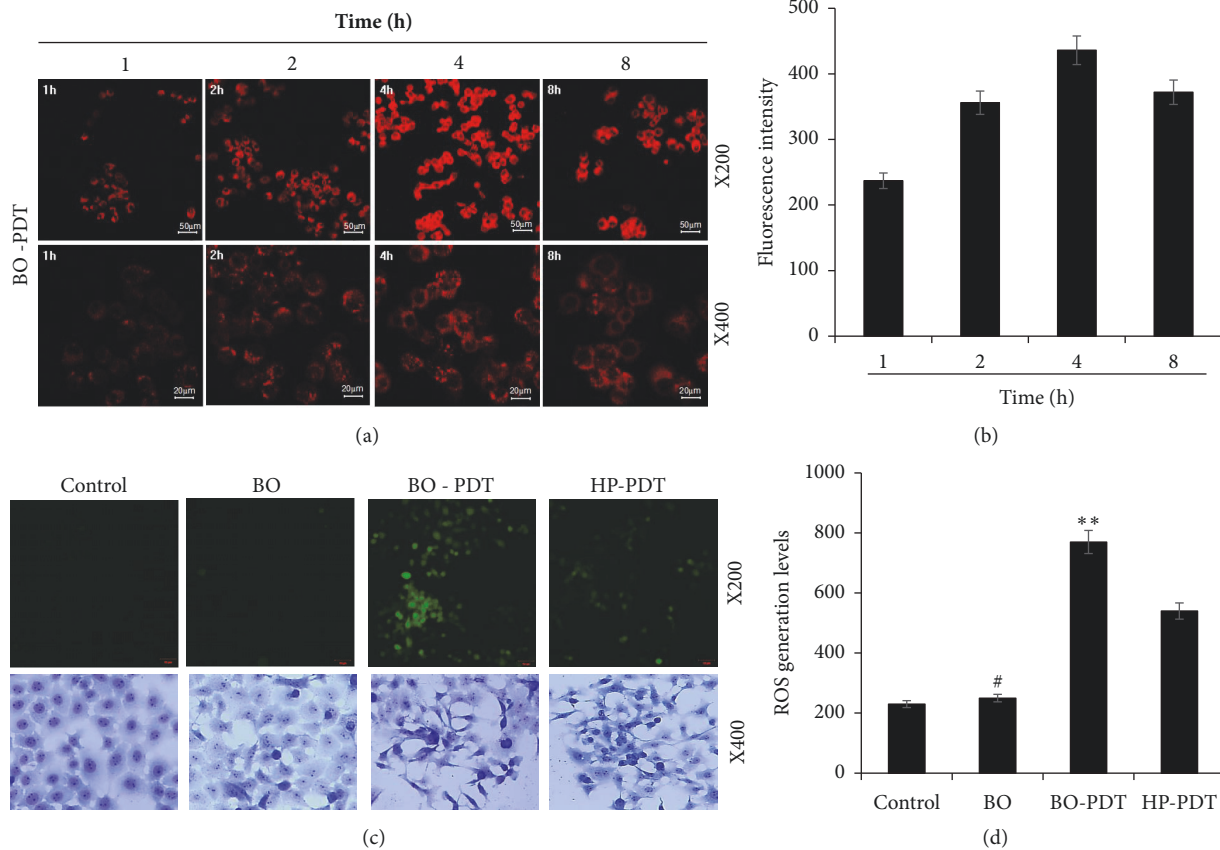 Time (h)
1 2 4 8
1h 2h 4h 8h
50μm 50μm 50μm 50μm
X200
BO -PDT
1h 2h 4h 8h
20μm 20μm 20μm 20μm
X400
(a)
500
400
300
200
100
0
Fluorescence intensity
1 2 4 8
Time (h)
(b)
Control BO BO - PDT HP-PDT
X200
X400
(c)
1000
800
600
400
200
0
ROS generation levels
#
**
Control BO BO-PDT HP-PDT
(d)